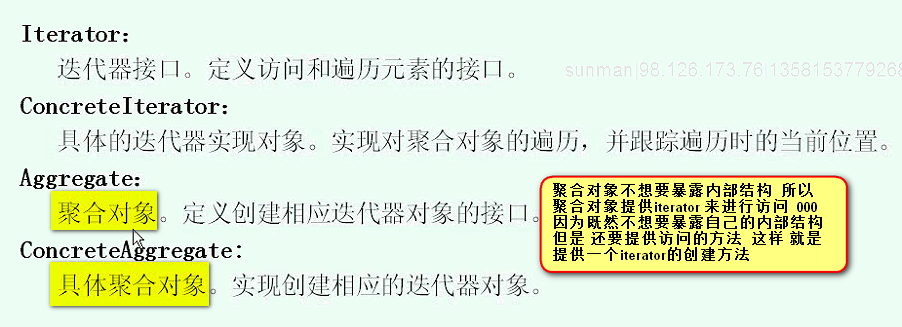 Iterator：
迭代器接口。定义访问和遍历元素的接口。
sunman|98.126.173.76|1358153779268
ConcreteIterator：
具体的迭代器实现对象。实现对聚合对象的遍历，并跟踪遍历时的当前位置。
Aggregate：
聚合对象。定义创建相应迭代器对象的接口。
ConcreteAggregate:
具体聚合对象。实现创建相应的迭代器对象。
聚合对象不想要暴露内部结构 所以
聚合对象提供iterator 来进行访问 000
因为既然不想要暴露自己的内部结构
但是 还要提供访问的方法 这样 就是
提供一个iterator的创建方法